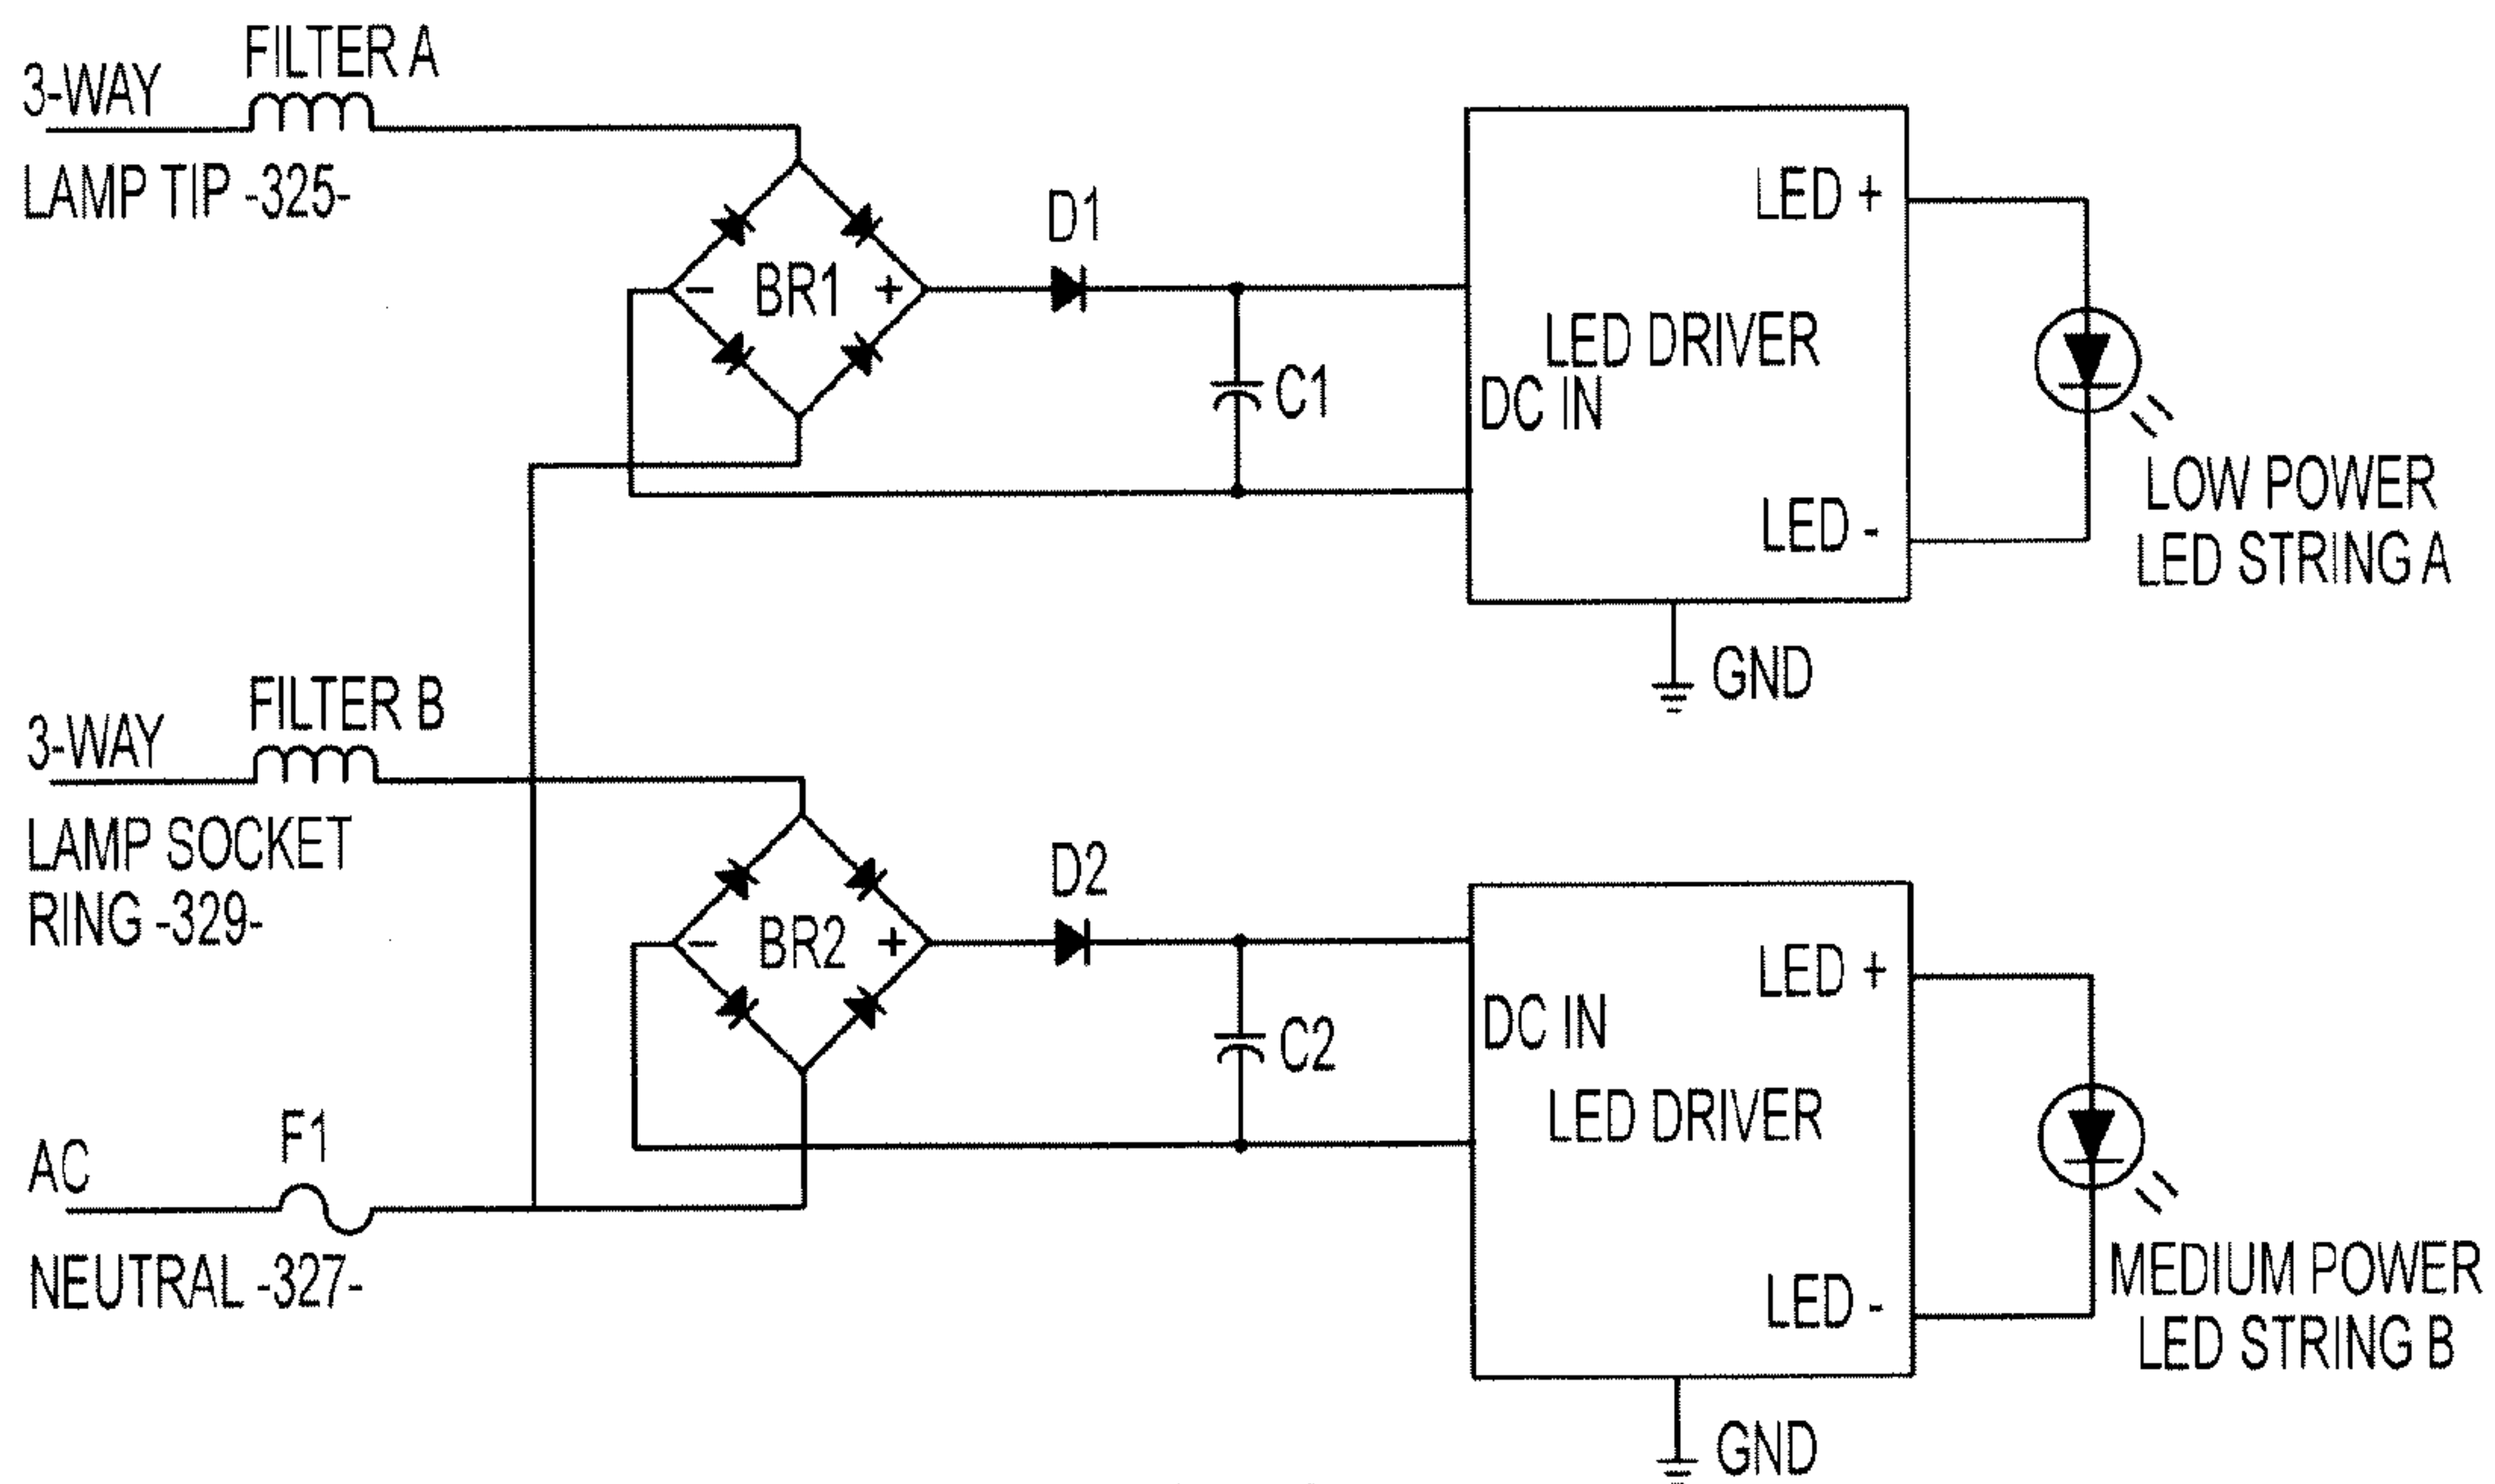 FILTER A
3-WAY
LAMP TIP -325-
D1
BR1
- +
C1
LED +
LED DRIVER
DC IN
LED -
GND
LOW POWER
LED STRING A
FILTER B
3-WAY
LAMP SOCKET
RING -329-
D2
BR2
- +
C2
LED +
DC IN
LED DRIVER
LED -
GND
MEDIUM POWER
LED STRING B
F1
AC
NEUTRAL -327-